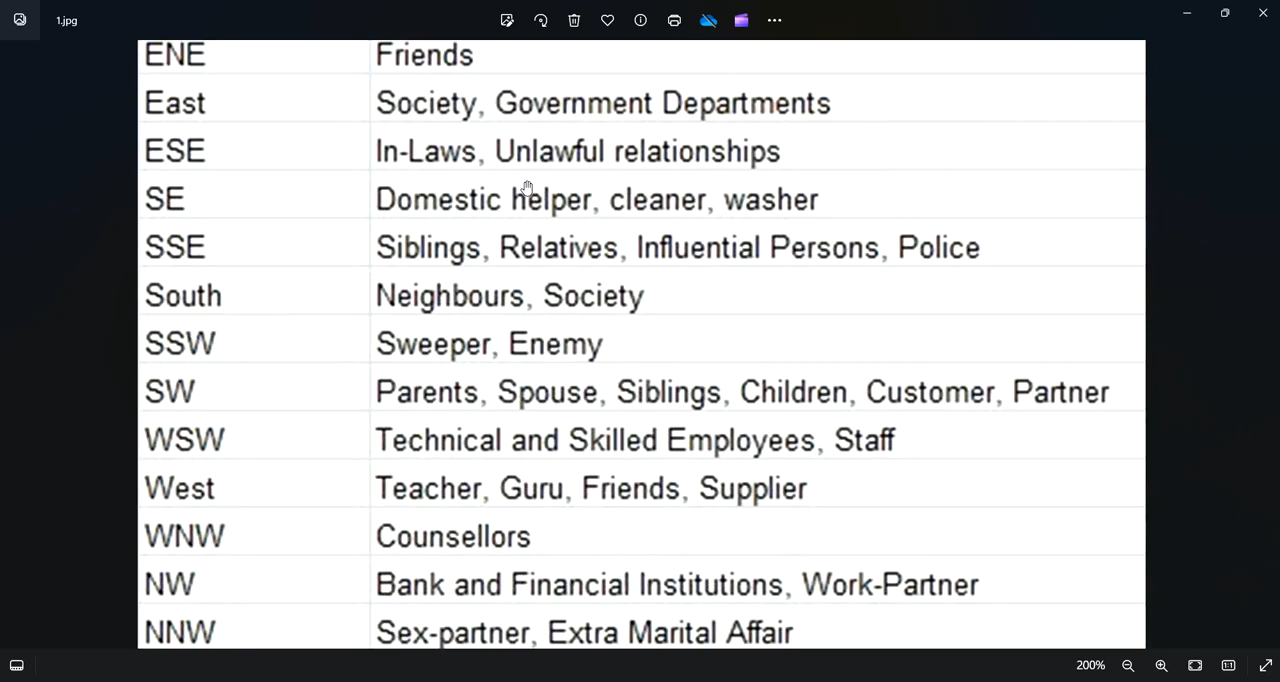 1.jpg
ENE Friends
East Society, Government Departments
ESE In-Laws, Unlawful relationships
SE Domestic helper, cleaner, washer
SSE Siblings, Relatives, Influential Persons, Police
South Neighbours, Society
SSW Sweeper, Enemy
SW Parents, Spouse, Siblings, Children, Customer, Partner
WSW Technical and Skilled Employees, Staff
West Teacher, Guru, Friends, Supplier
WNW Counsellors
NW Bank and Financial Institutions, Work-Partner
NNW Sex-partner, Extra Marital Affair
200%